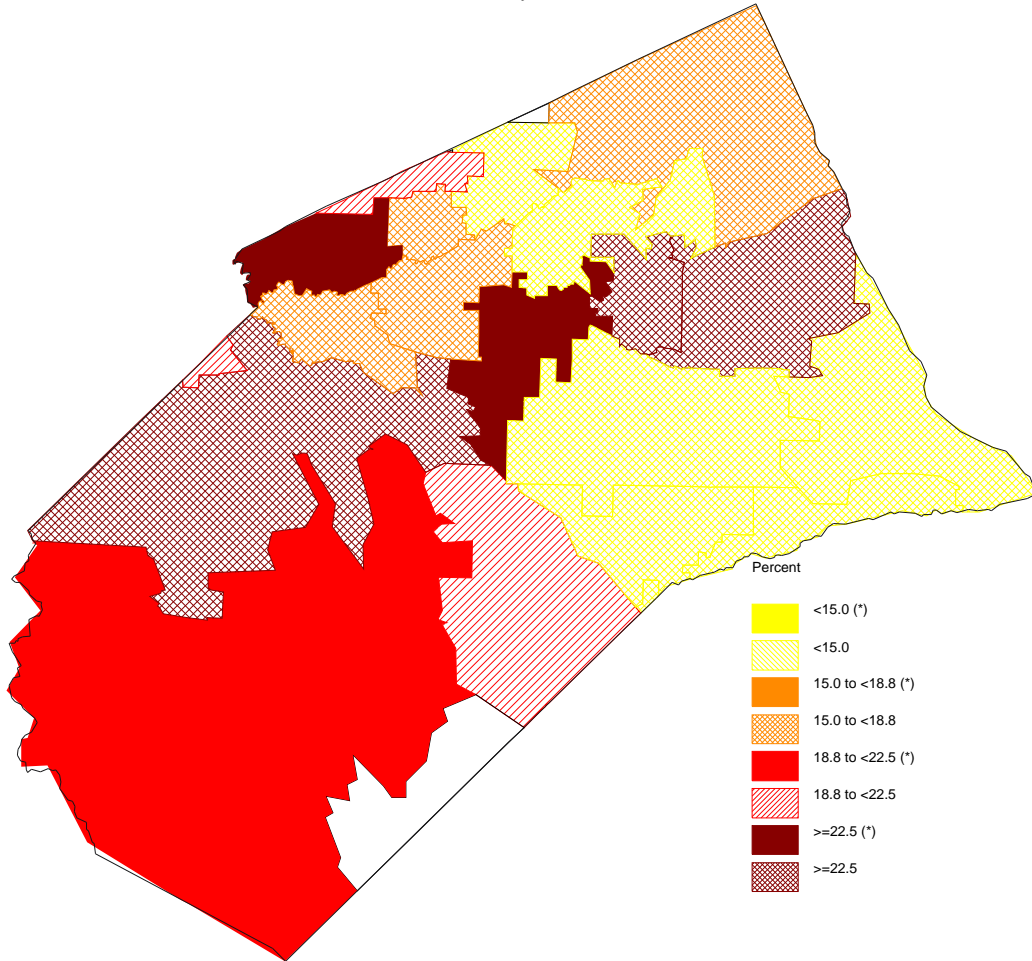 Percent
<15.0 (*)
<15.0
15.0 to <18.8 (*)
15.0 to <18.8
18.8 to <22.5 (*)
18.8 to <22.5
>=22.5 (*)
>=22.5